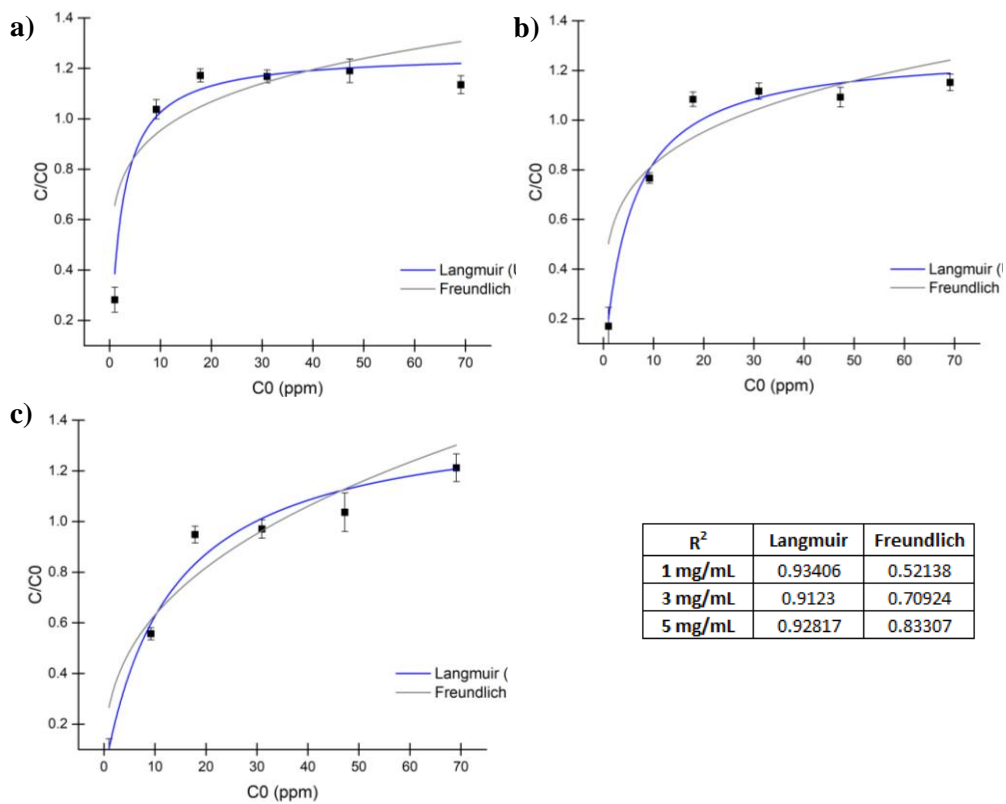 a)
1.4
1.2
1.0
0.8
0.6
0.4
0.2
C/C0
0 10 20 30 40 50 60 70
C0 (ppm)
Langmuir (
Freundlich
b)
1.4
1.2
1.0
0.8
0.6
0.4
0.2
C/C0
0 10 20 30 40 50 60 70
C0 (ppm)
Langmuir (
Freundlich
c)
1.4
1.2
1.0
0.8
0.6
0.4
0.2
C/C0
0 10 20 30 40 50 60 70
C0 (ppm)
Langmuir (
Freundlich
R² Langmuir Freundlich
1 mg/mL 0.93406 0.52138
3 mg/mL 0.9123 0.70924
5 mg/mL 0.92817 0.83307